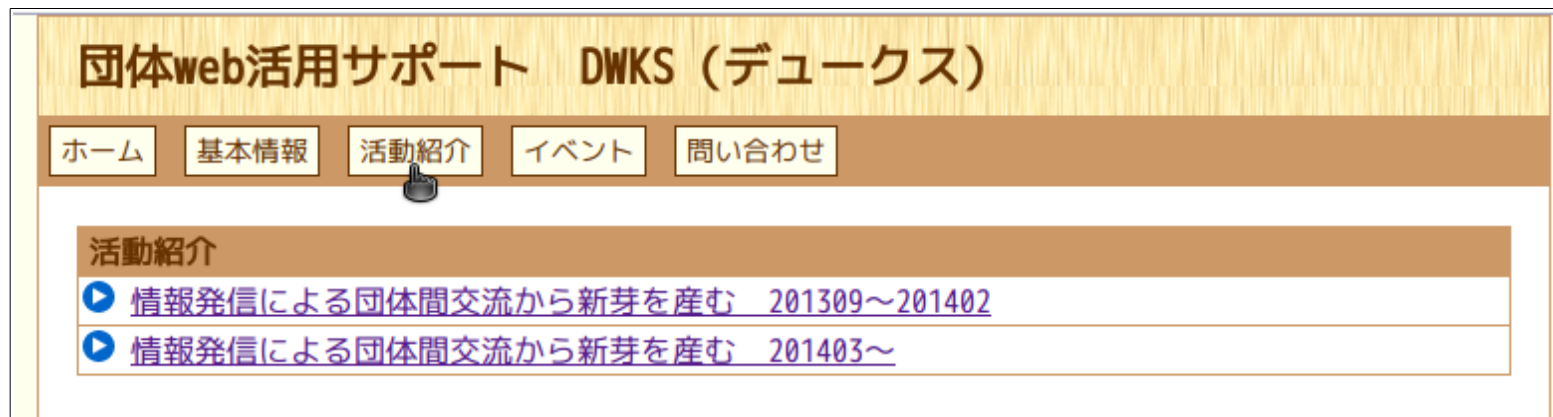 団体web活用サポート　DWKS（デュークス）
ホーム 基本情報 活動紹介 イベント 問い合わせ
活動紹介
情報発信による団体間交流から新芽を産む　201309～201402
情報発信による団体間交流から新芽を産む　201403～